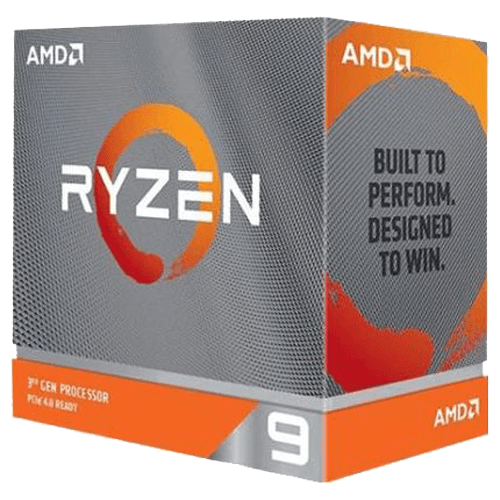 AMD
RYZEN
3RD GEN PROCESSOR
PCIe® 4.0 READY
9
AMD
BUILT TO
PERFORM.
DESIGNED
TO WIN.
AMD